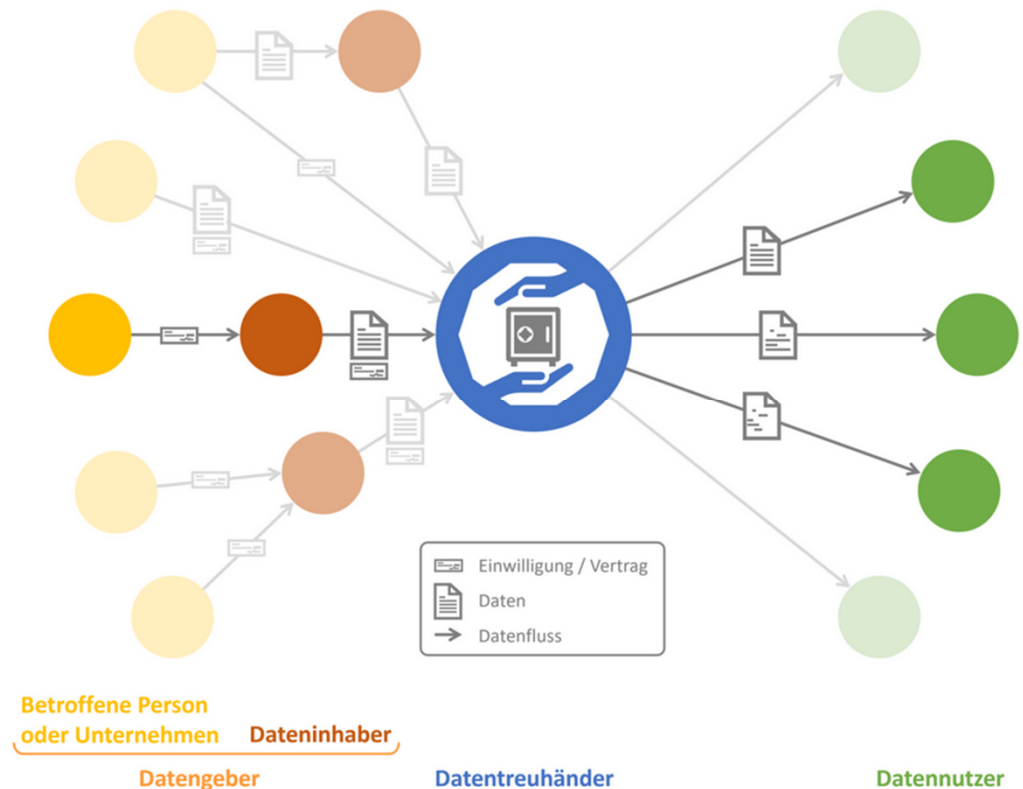 Einwilligung / Vertrag
Daten
Datenfluss
Betroffene Person
oder Unternehmen
Dateninhaber
Datengeber
Datentreuhänder
Datennutzer